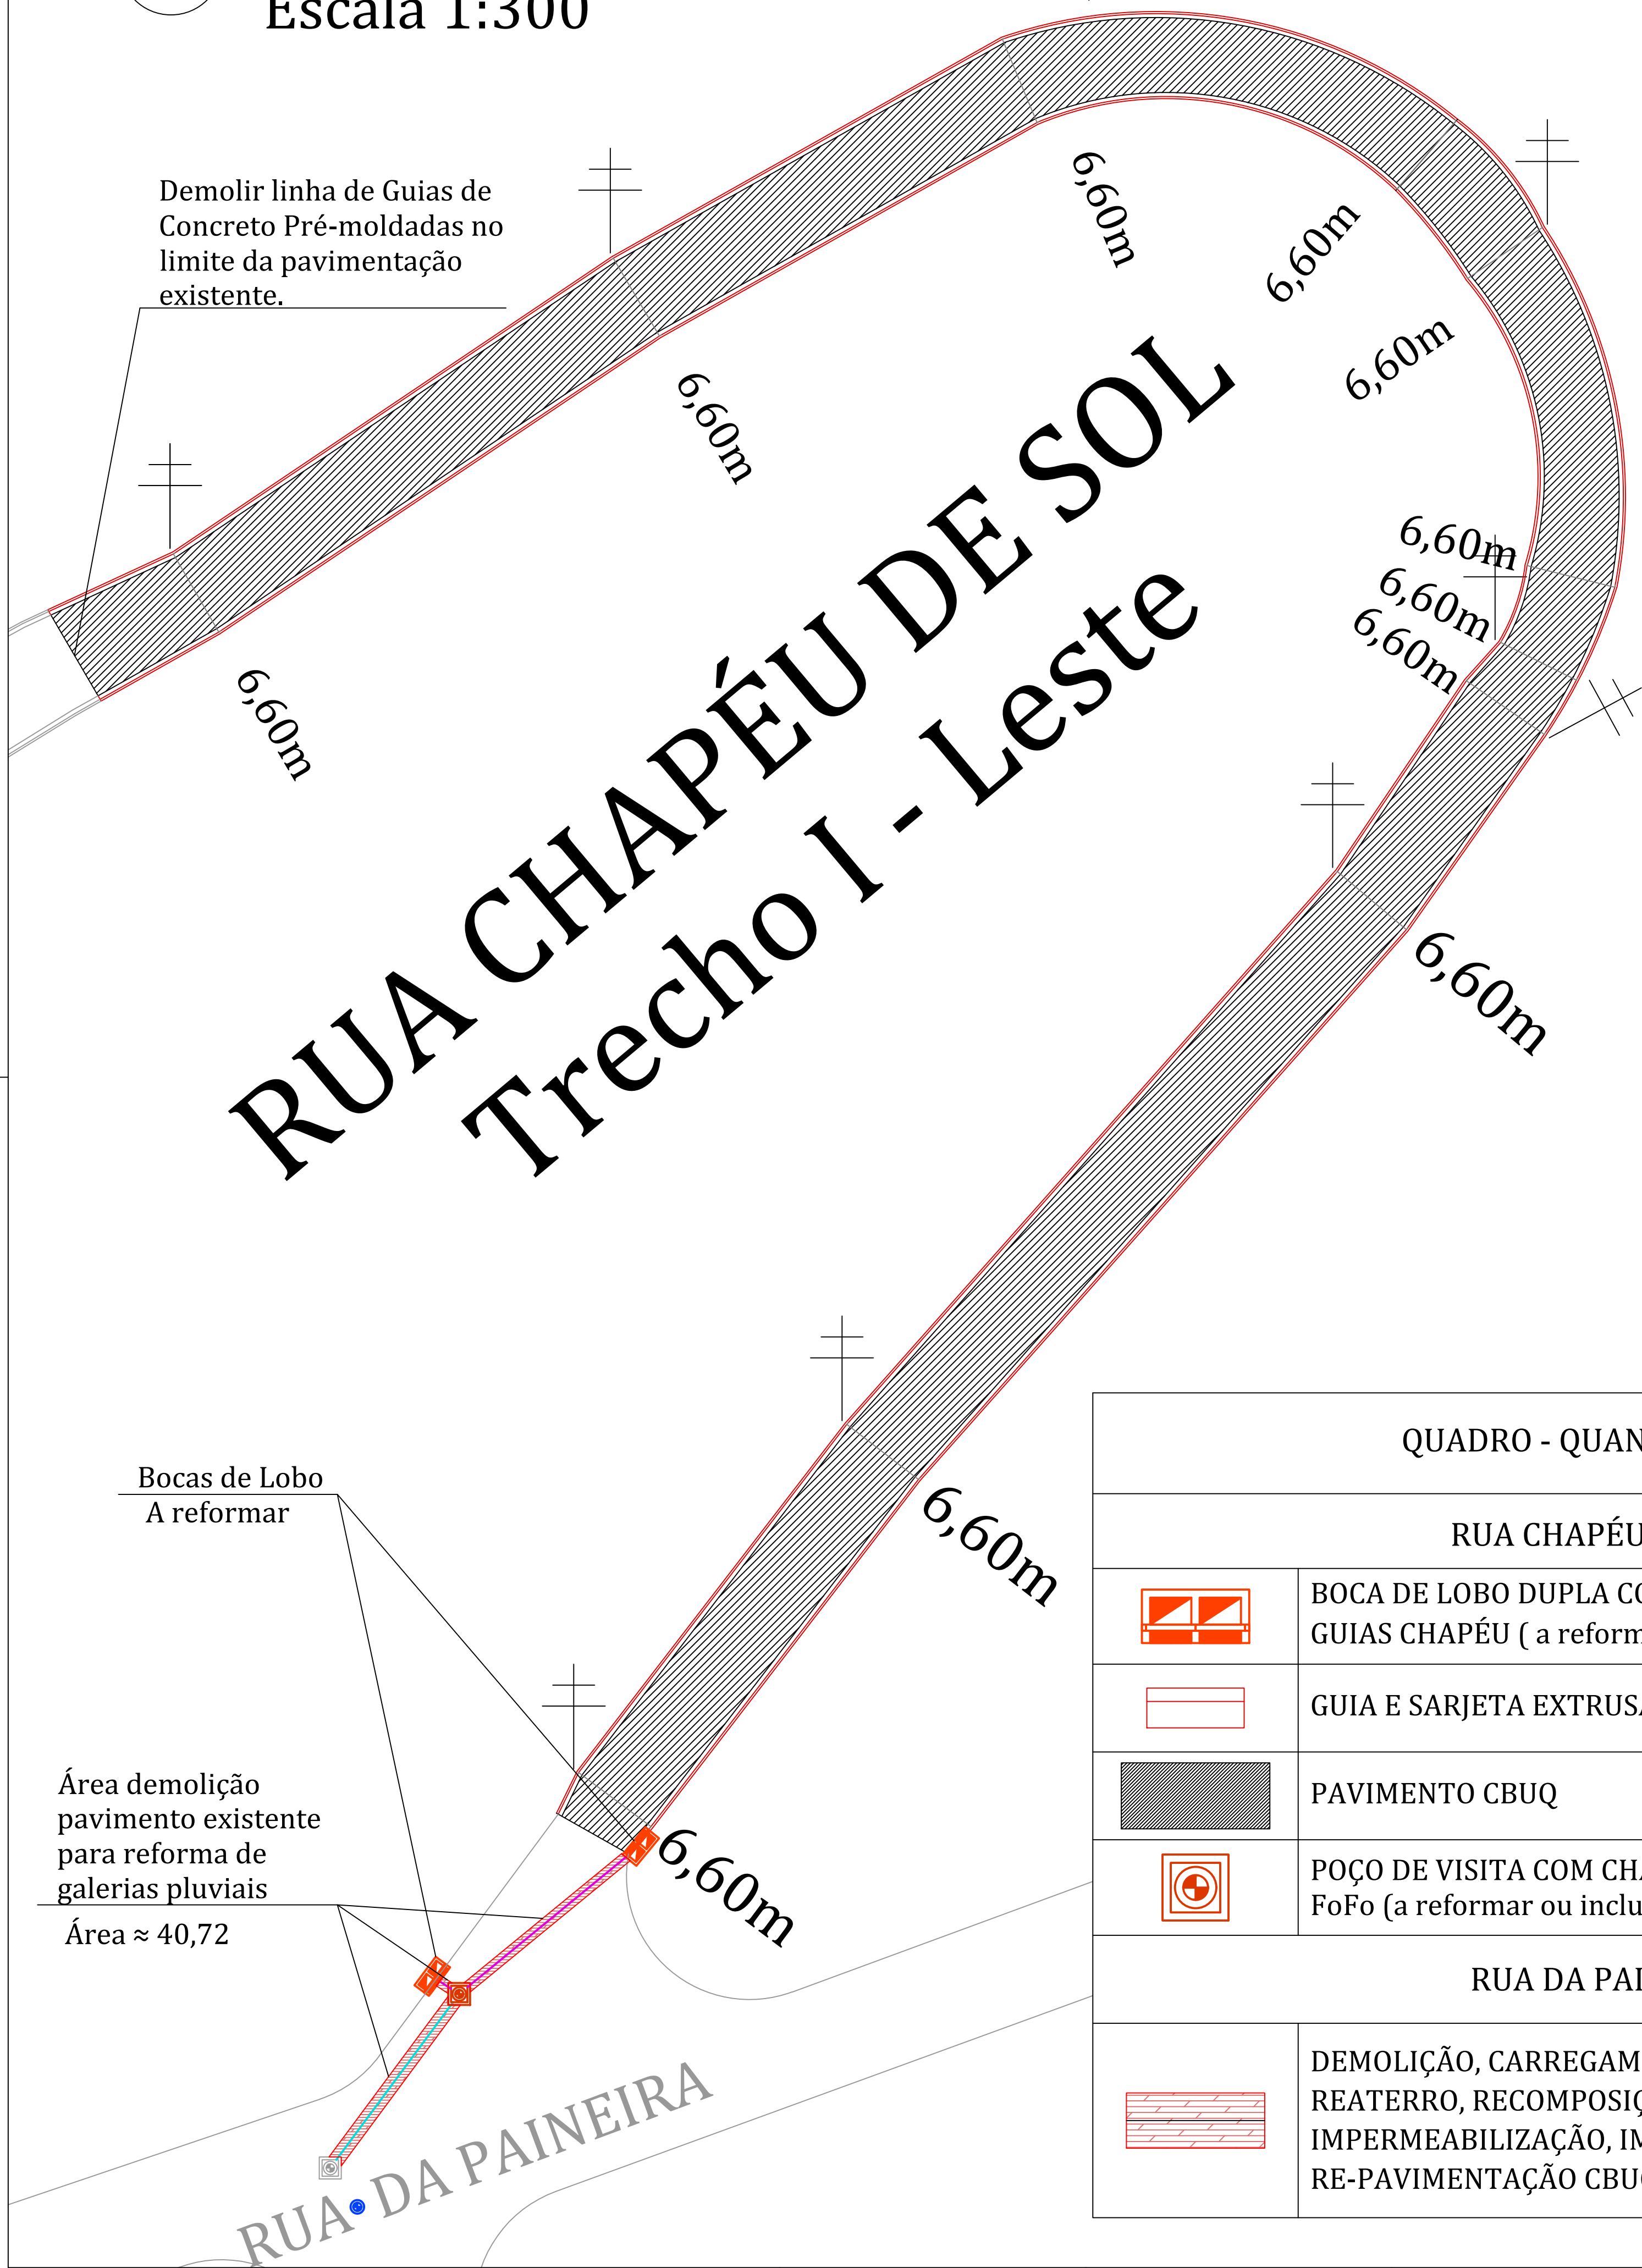 Escala 1:300
Demolir linha de Guias de
Concreto Pré-moldadas no
limite da pavimentação
existente.
6,60m
6,60m
6,60m
6,60m
6,60m
6,60m
6,60m
6,60m
RUA CHAPÉU DE SOL
Trecho I - Leste
6,60m
6,60m
6,60m
Bocas de Lobo
A reformar
Área demolição
pavimento existente
para reforma de
galerias pluviais
Área ≈ 40,72
RUA DA PAINEIRA
QUADRO - QUAN
RUA CHAPÉU
BOCA DE LOBO DUPLA CO
GUIAS CHAPÉU ( a reform
GUIA E SARJETA EXTRUSA
PAVIMENTO CBUQ
POÇO DE VISITA COM CHA
FoFo (a reformar ou inclu
RUA DA PAI
DEMOLIÇÃO, CARREGAM
REATERRO, RECOMPOSIÇ
IMPERMEABILIZAÇÃO, IM
RE-PAVIMENTAÇÃO CBUQ